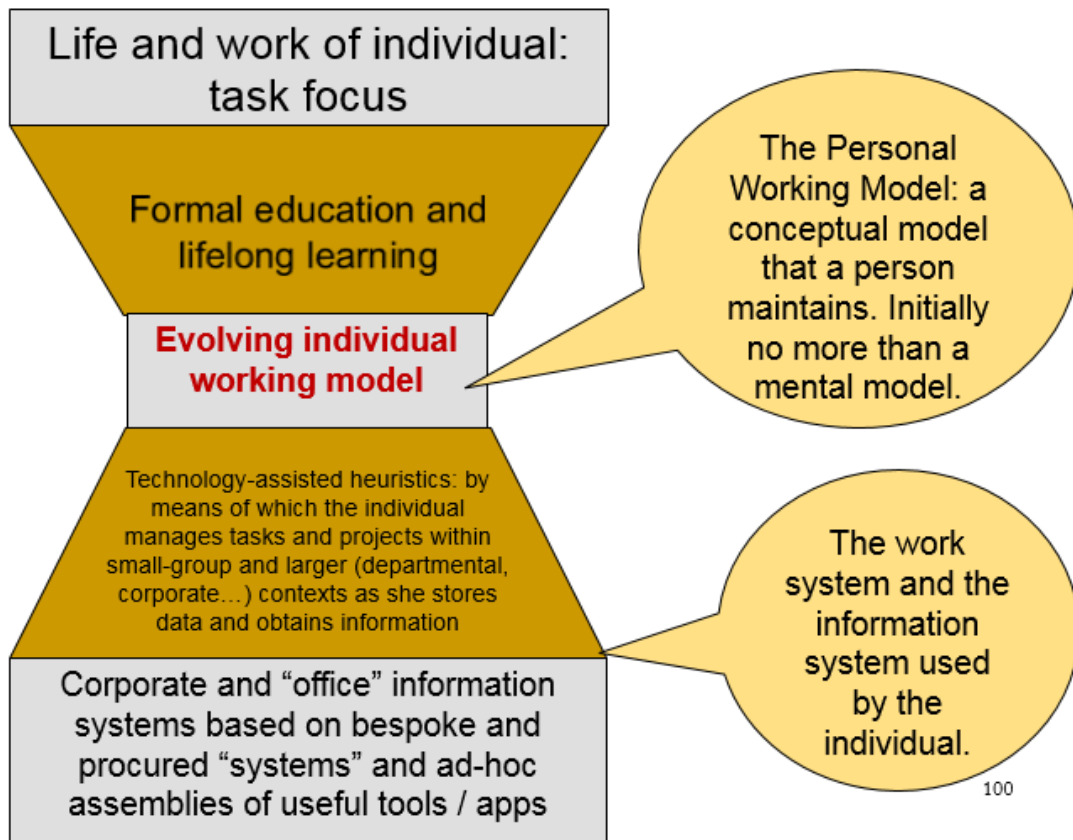 Life and work of individual:
task focus
Formal education and
lifelong learning
Evolving individual
working model
Technology-assisted heuristics: by
means of which the individual
manages tasks and projects within
small-group and larger (departmental,
corporate…) contexts as she stores
data and obtains information
Corporate and “office” information
systems based on bespoke and
procured “systems” and ad-hoc
assemblies of useful tools / apps
The Personal
Working Model: a
conceptual model
that a person
maintains. Initially
no more than a
mental model.
The work
system and the
information
system used
by the
individual.
100